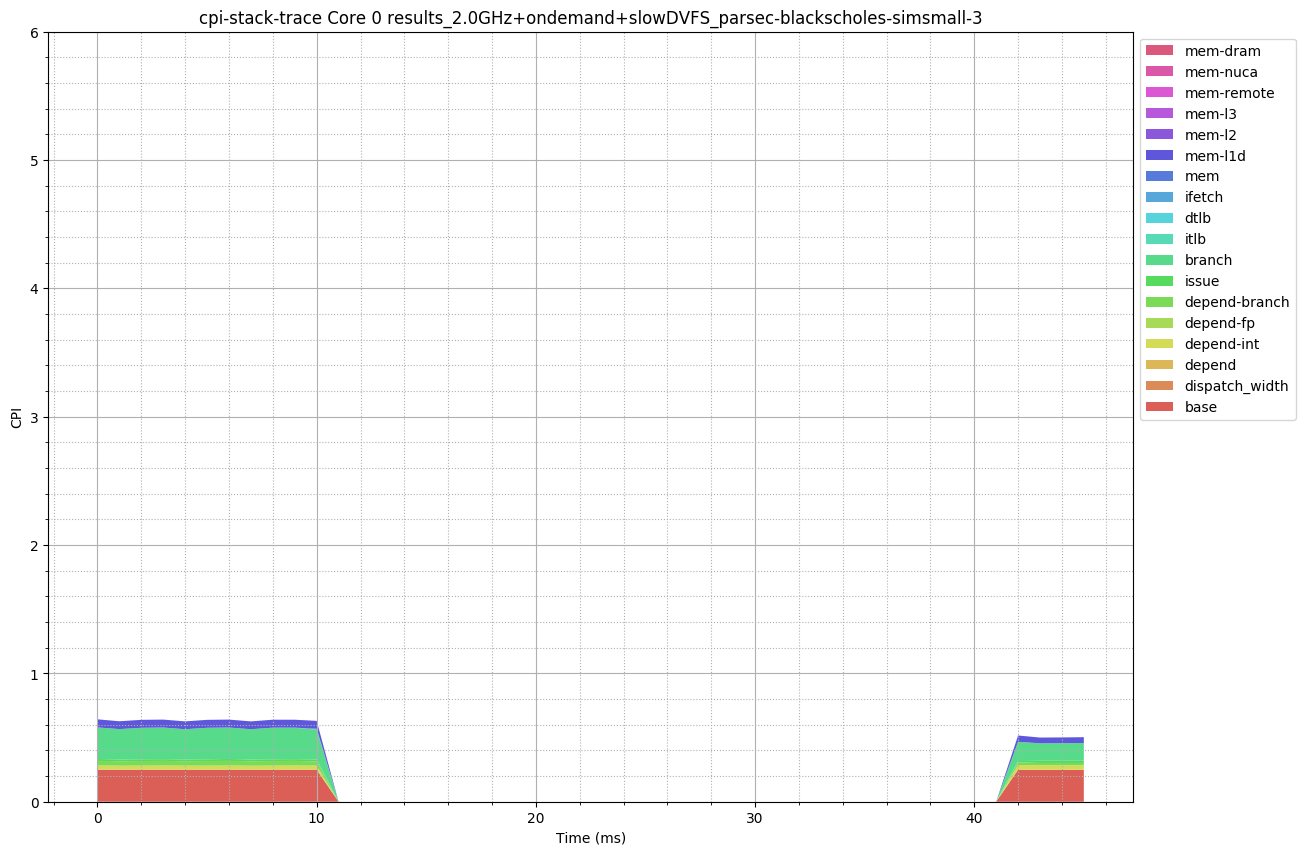 cpi-stack-trace Core 0 results_2.0GHz+ondemand+slowDVFS_parsec-blackscholes-simsmall-3
6
5
4
3
2
1
0
CPI
0 10 20 30 40
Time (ms)
mem-dram
mem-nuca
mem-remote
mem-l3
mem-l2
mem-l1d
mem
ifetch
dtlb
itlb
branch
issue
depend-branch
depend-fp
depend-int
depend
dispatch_width
base